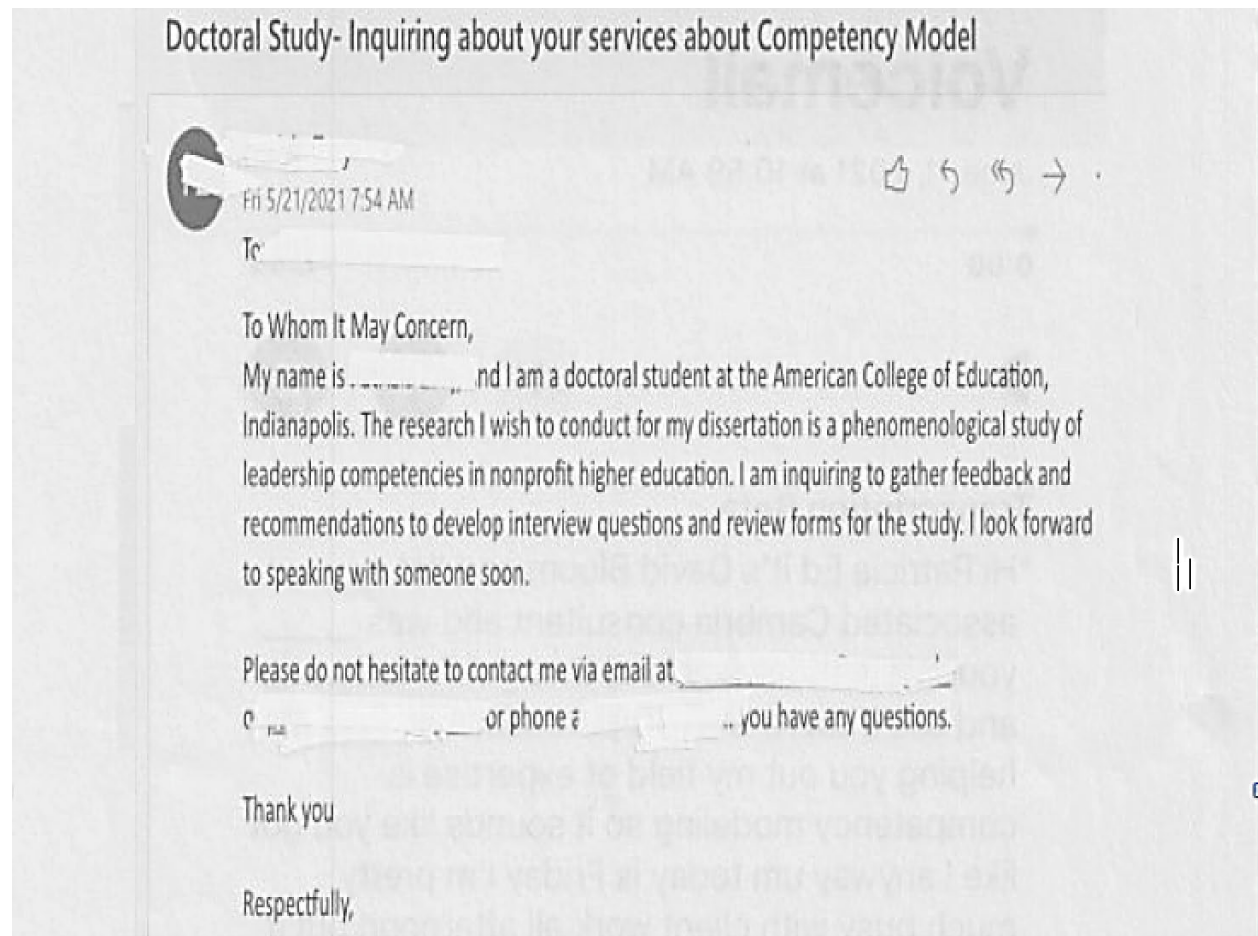 Doctoral Study- Inquiring about your services about Competency Model
Fri 5/21/2021 7:54 AM
To Whom It May Concern,
My name is nd I am a doctoral student at the American College of Education,
Indianapolis. The research I wish to conduct for my dissertation is a phenomenological study of
leadership competencies in nonprofit higher education. I am inquiring to gather feedback and
recommendations to develop interview questions and review forms for the study. I look forward
to speaking with someone soon.
Please do not hesitate to contact me via email at
or phone you have any questions.
Thank you
Respectfully,